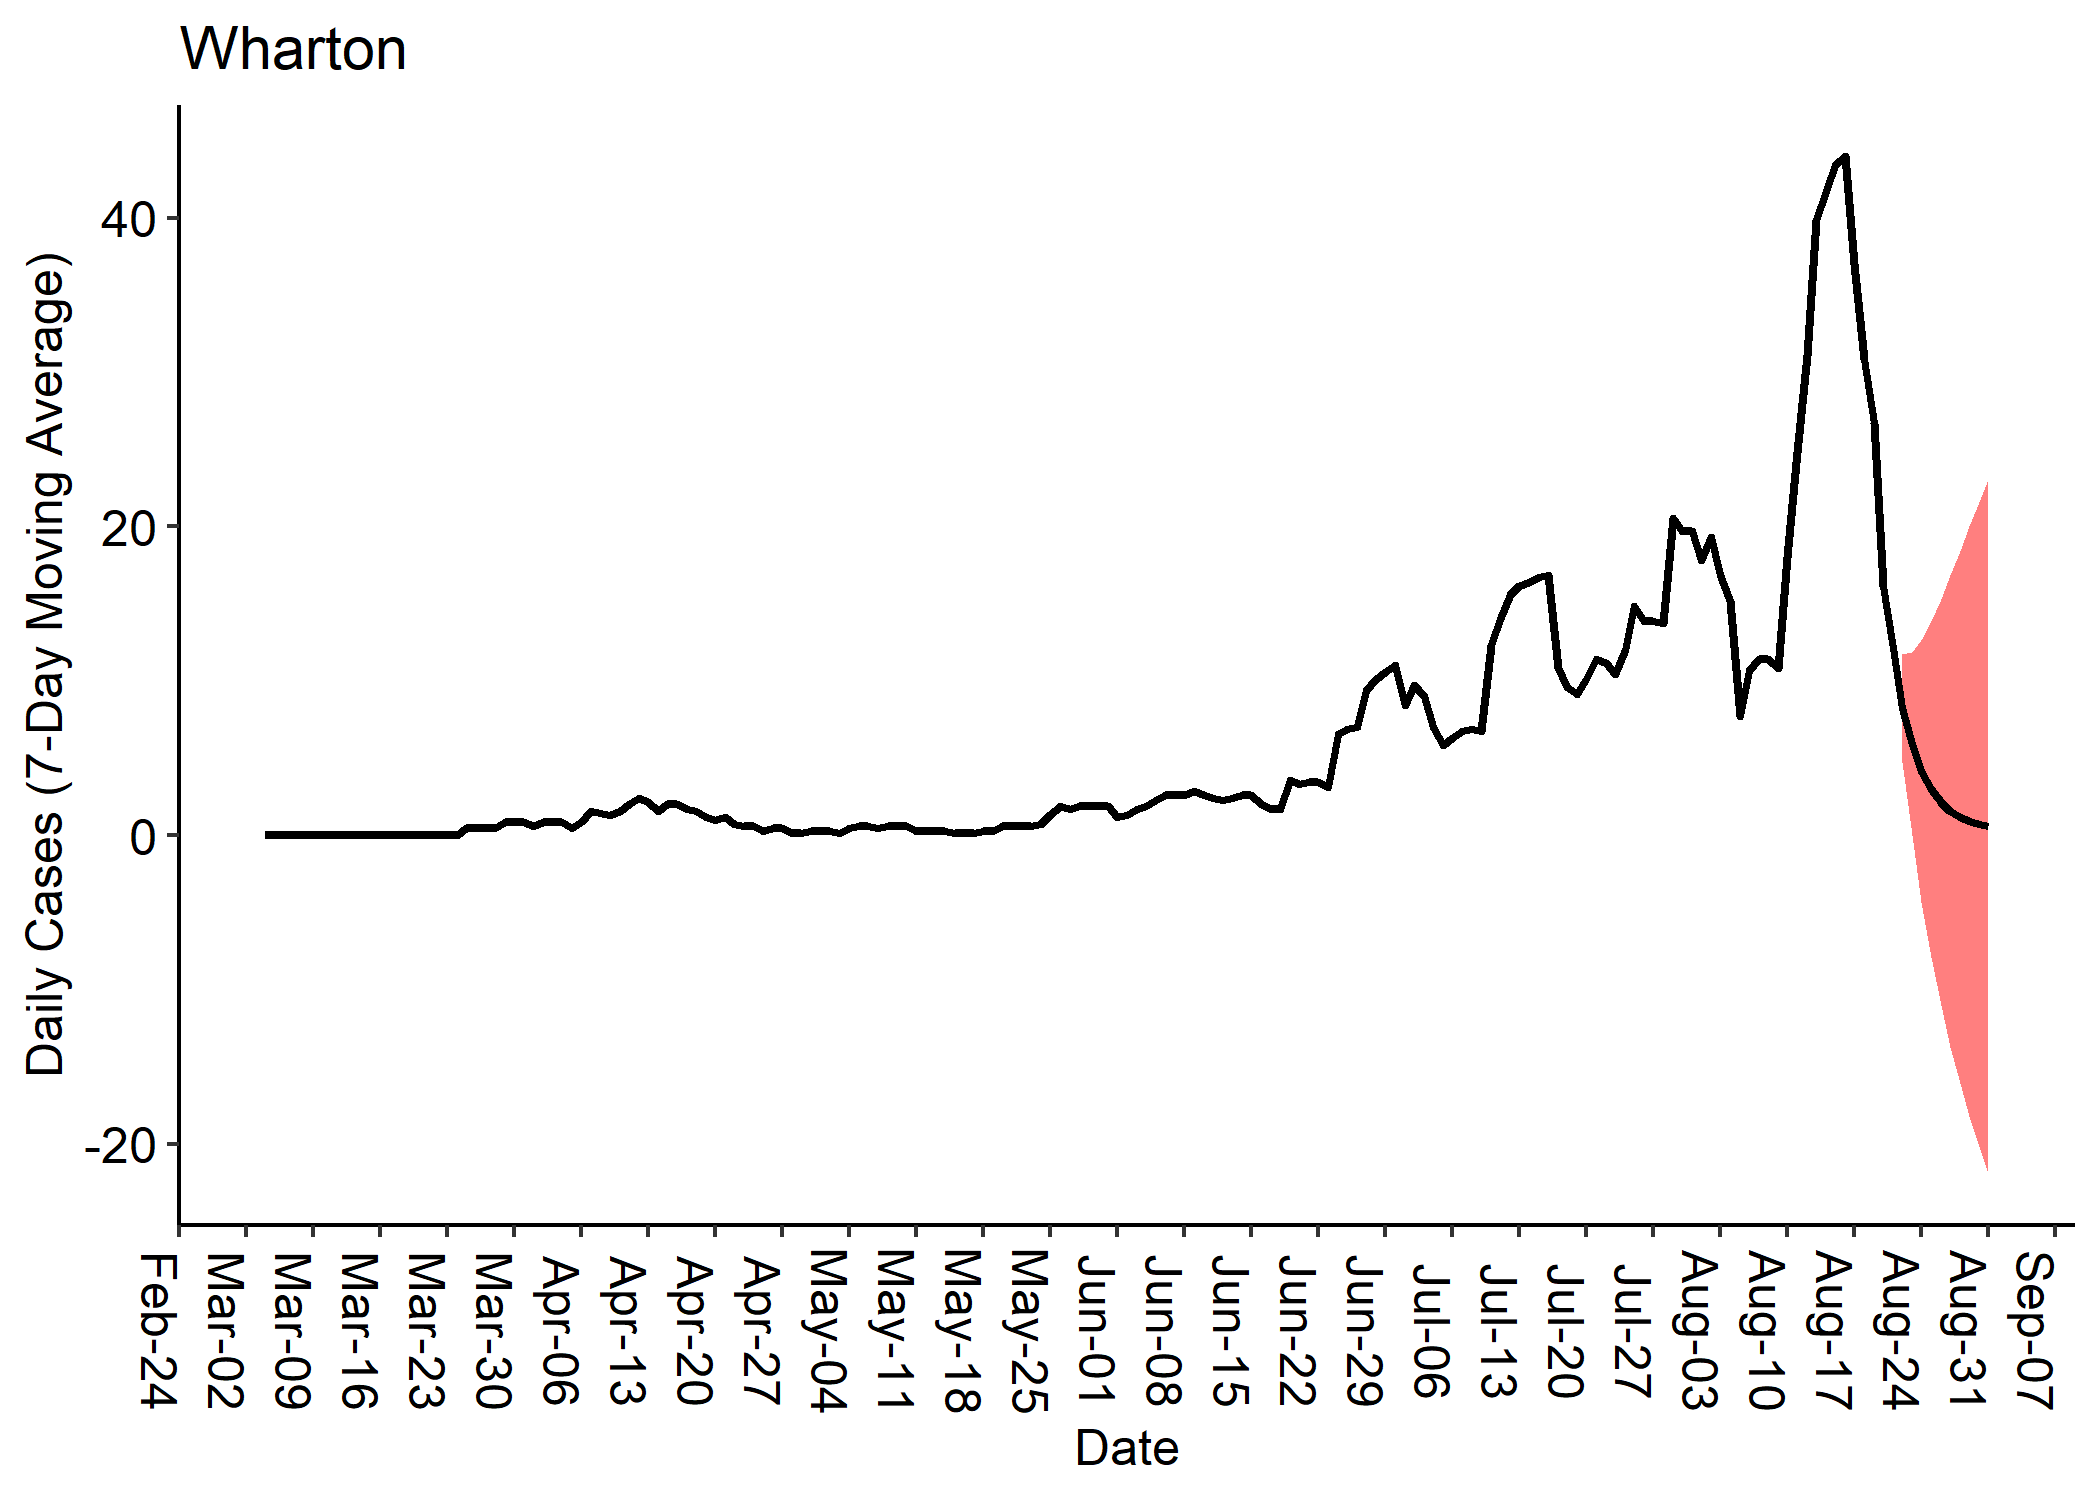 Wharton
Daily Cases (7-Day Moving Average)
40
20
0
-20
Feb-24
Mar-02
Mar-09
Mar-16
Mar-23
Mar-30
Apr-06
Apr-13
Apr-20
Apr-27
May-04
May-11
May-18
May-25
Jun-01
Jun-08
Jun-15
Jun-22
Jun-29
Jul-06
Jul-13
Jul-20
Jul-27
Aug-03
Aug-10
Aug-17
Aug-24
Aug-31
Sep-07
Date